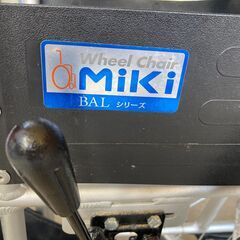 Wheel Chair
MiKi
BAL シリーズ